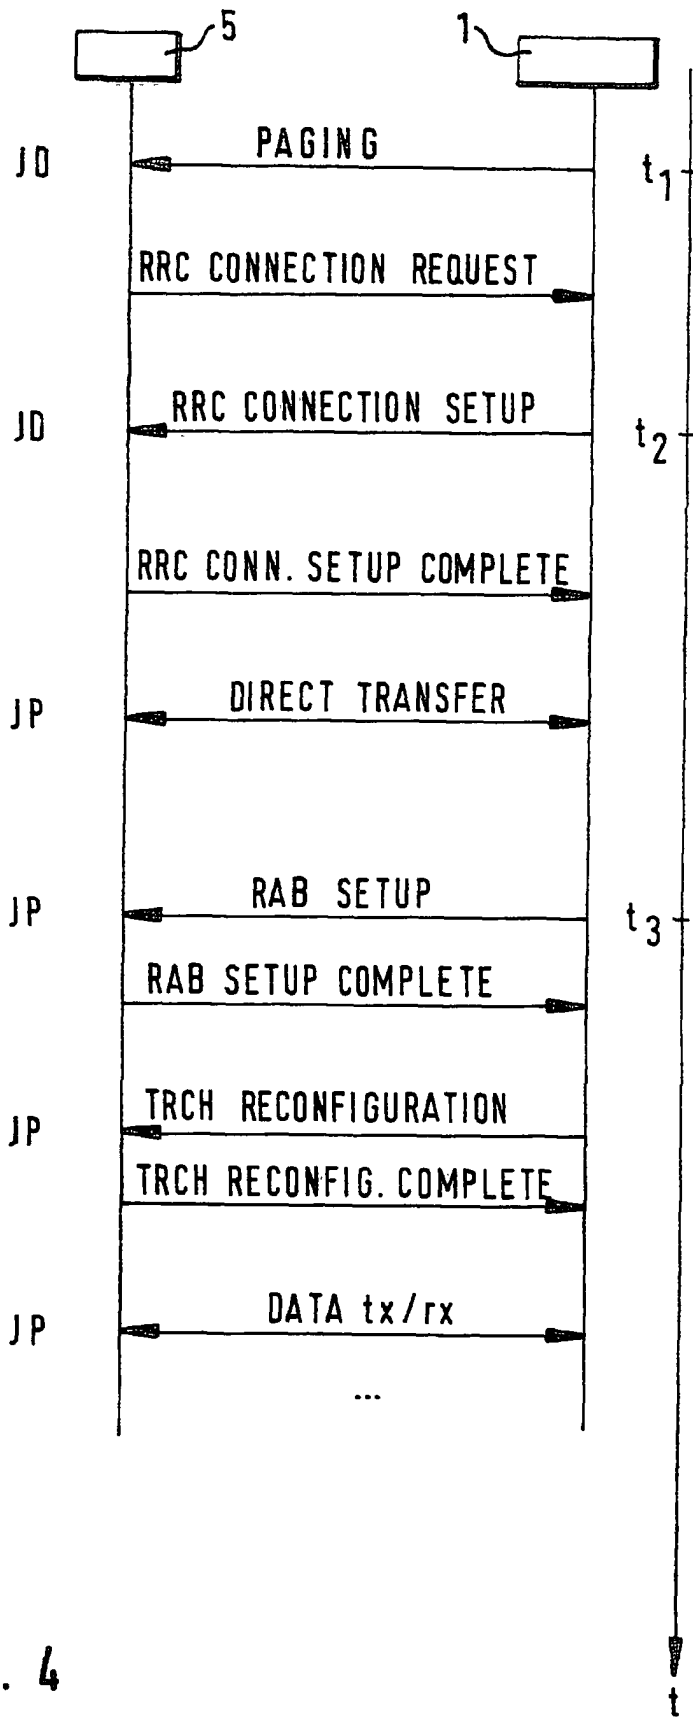 5
1
JD PAGING t1
RRC CONNECTION REQUEST
JD RRC CONNECTION SETUP t2
RRC CONN. SETUP COMPLETE
JP DIRECT TRANSFER
JP RAB SETUP t3
RAB SETUP COMPLETE
JP TRCH RECONFIGURATION
TRCH RECONFIG. COMPLETE
JP DATA tx/rx
...
. 4
t